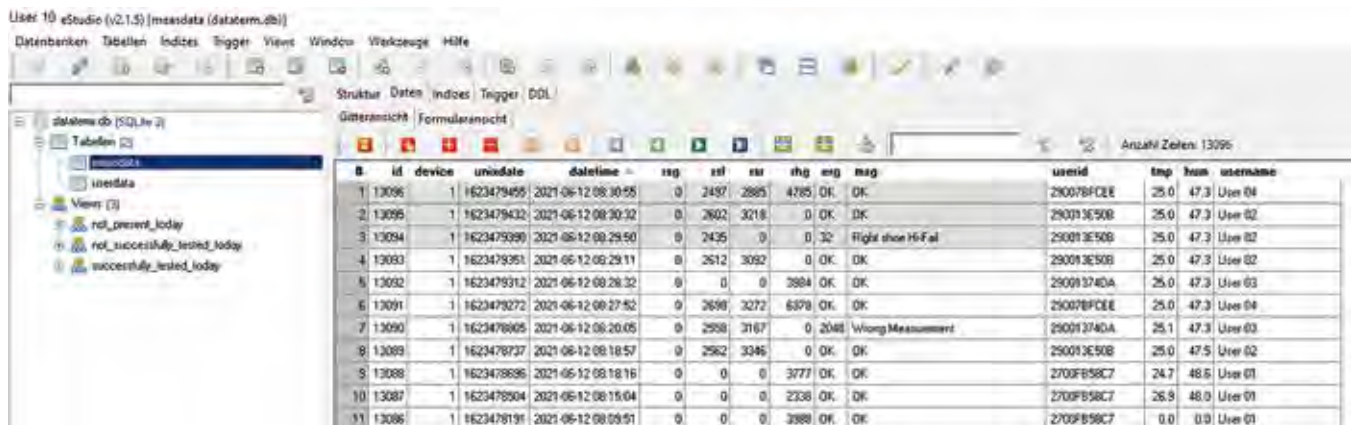 User 10 eStudio (v2.1.5) [measdata (dataterm.db)]
Datenbanken Tabellen Indizes Trigger Views Window Werkzeuge Hilfe
Struktur Daten Indizes Trigger DDL
Gitteransicht Formularansicht
dataterm.db (SQLite 3)
Tabellen (2)
measdata
userdata
Views (3)
not_present_today
not_successfully_tested_today
successfully_tested_today
Anzahl Zeilen: 13096
# id device unixdate datetime rsg rsl rsr rhg erg msg userid tmp hum username
1 13096 1 1623479455 2021-06-12 08:30:55 0 2497 2885 4785 OK OK 29007BFCEE 25.0 47.3 User 04
2 13095 1 1623479432 2021-06-12 08:30:32 0 2602 3218 0 OK OK 290013E50B 25.0 47.3 User 02
3 13094 1 1623479390 2021-06-12 08:29:50 0 2435 0 0 32 Right shoe Hi-Fail 290013E50B 25.0 47.3 User 02
4 13093 1 1623479351 2021-06-12 08:29:11 0 2612 3092 0 OK OK 290013E50B 25.0 47.3 User 02
5 13092 1 1623479312 2021-06-12 08:28:32 0 0 0 3984 OK OK 29001374DA 25.0 47.3 User 03
6 13091 1 1623479272 2021-06-12 08:27:52 0 2698 3272 6378 OK OK 29007BFCEE 25.0 47.3 User 04
7 13090 1 1623478805 2021-06-12 08:20:05 0 2558 3167 0 2048 Wrong Measurement 29001374DA 25.1 47.3 User 03
8 13089 1 1623478737 2021-06-12 08:18:57 0 2562 3346 0 OK OK 290013E50B 25.0 47.5 User 02
9 13088 1 1623478696 2021-06-12 08:18:16 0 0 0 3777 OK OK 2700FB58C7 24.7 48.6 User 01
10 13087 1 1623478504 2021-06-12 08:15:04 0 0 0 2338 OK OK 2700FB58C7 26.9 48.0 User 01
11 13086 1 1623478191 2021-06-12 08:09:51 0 0 0 3988 OK OK 2700FB58C7 0.0 0.0 User 01